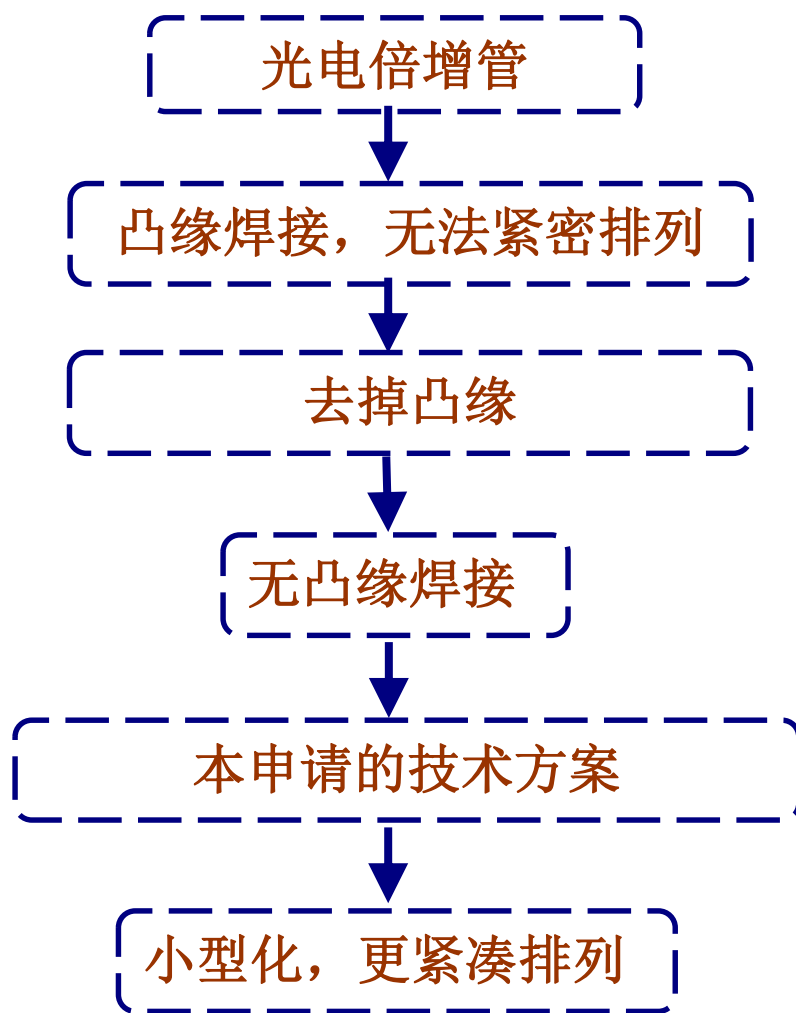 光电倍增管
凸缘焊接，无法紧密排列
去掉凸缘
无凸缘焊接
本申请的技术方案
小型化，更紧凑排列